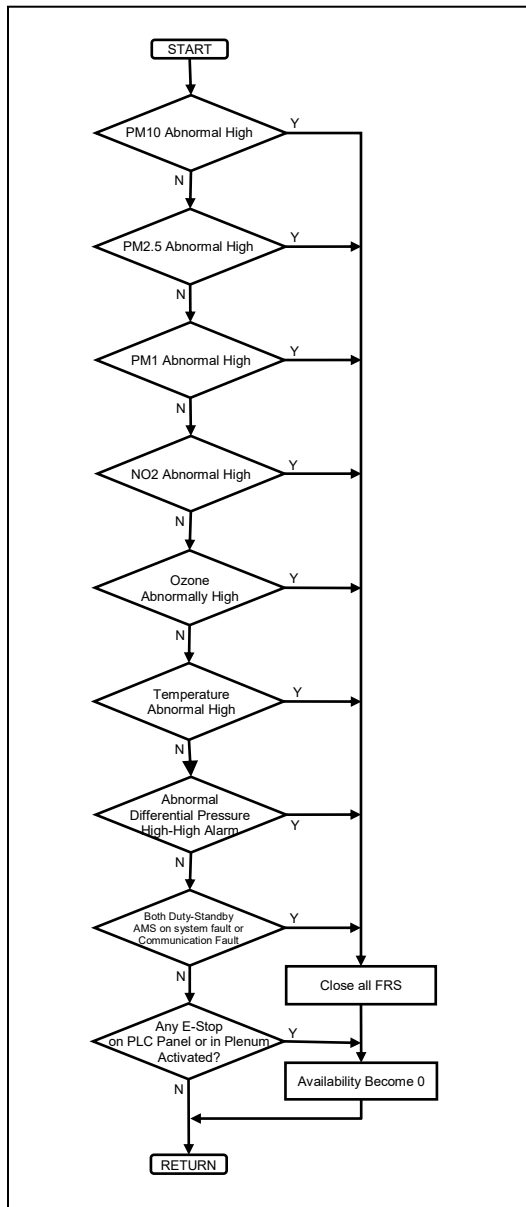 START
PM10 Abnormal High
Y
N
PM2.5 Abnormal High
Y
N
PM1 Abnormal High
Y
N
NO2 Abnormal High
Y
N
Ozone
Abnormally High
Y
N
Temperature
Abnormal High
Y
N
Abnormal
Differential Pressure
High-High Alarm
Y
N
Both Duty-Standby
AMS on system fault or
Communication Fault
Y
N
Close all FRS
Any E-Stop
on PLC Panel or in Plenum
Activated?
Y
N
Availability Become 0
RETURN